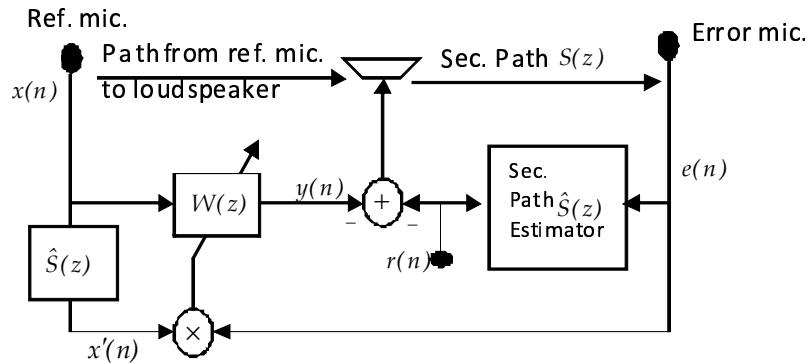 Ref. mic.
Error mic.
Path from ref. mic.
to loudspeaker
Sec. Path S(z)
x(n)
e(n)
W(z)
y(n)
+
−
−
Sec.
Path Ŝ(z)
Estimator
r(n)
Ŝ(z)
×
x′(n)